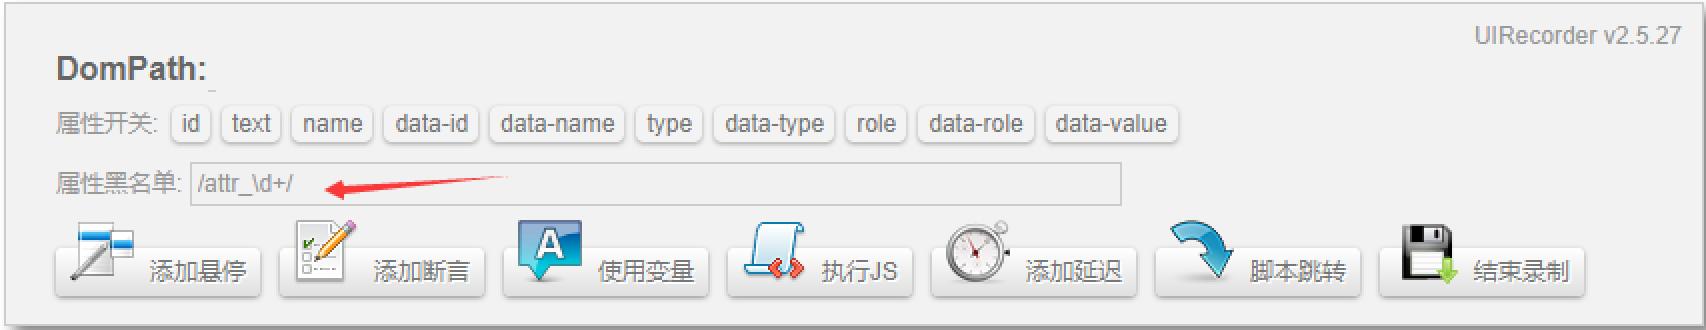 UIRecorder v2.5.27
DomPath:
属性开关: id text name data-id data-name type data-type role data-role data-value
属性黑名单: /attr_\d+/
添加悬停 添加断言 使用变量 执行JS 添加延迟 脚本跳转 结束录制